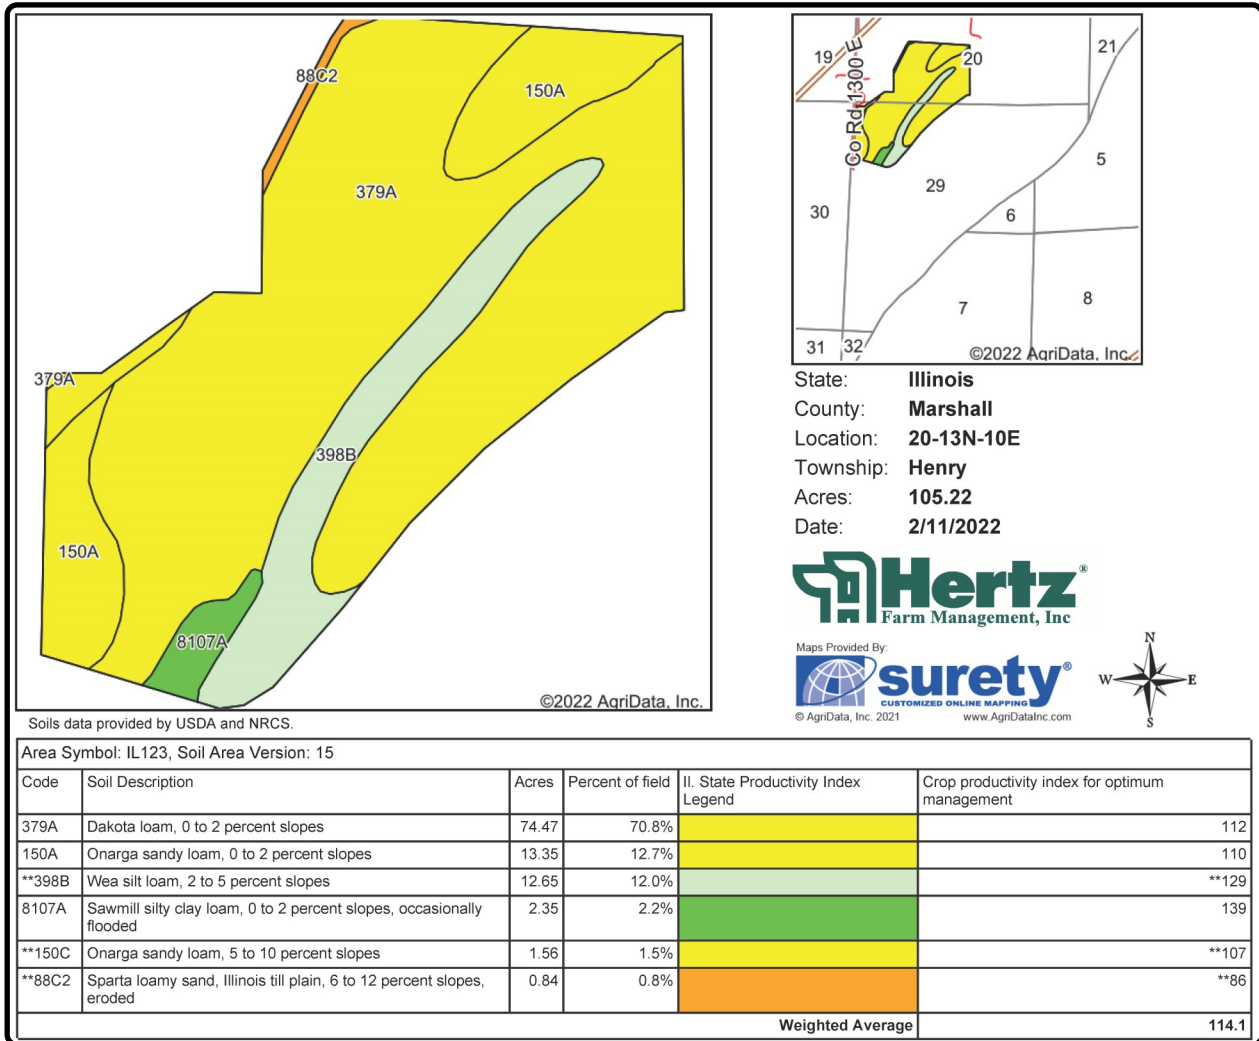 88C2
150A
379A
379A
398B
150A
8107A
©2022 AgriData, Inc.
Soils data provided by USDA and NRCS.
19
Co Rd 1300 E
20
21
5
29
30
6
7
8
31
32
©2022 AgriData, Inc.
State: Illinois
County: Marshall
Location: 20-13N-10E
Township: Henry
Acres: 105.22
Date: 2/11/2022
Hertz®
Farm Management, Inc
Maps Provided By:
surety®
CUSTOMIZED ONLINE MAPPING
© AgriData, Inc. 2021 www.AgriDataInc.com
N
W E
S
Area Symbol: IL123, Soil Area Version: 15
Code Soil Description Acres Percent of field II. State Productivity Index Legend Crop productivity index for optimum management
379A Dakota loam, 0 to 2 percent slopes 74.47 70.8% 112
150A Onarga sandy loam, 0 to 2 percent slopes 13.35 12.7% 110
**398B Wea silt loam, 2 to 5 percent slopes 12.65 12.0% **129
8107A Sawmill silty clay loam, 0 to 2 percent slopes, occasionally flooded 2.35 2.2% 139
**150C Onarga sandy loam, 5 to 10 percent slopes 1.56 1.5% **107
**88C2 Sparta loamy sand, Illinois till plain, 6 to 12 percent slopes, eroded 0.84 0.8% **86
Weighted Average 114.1